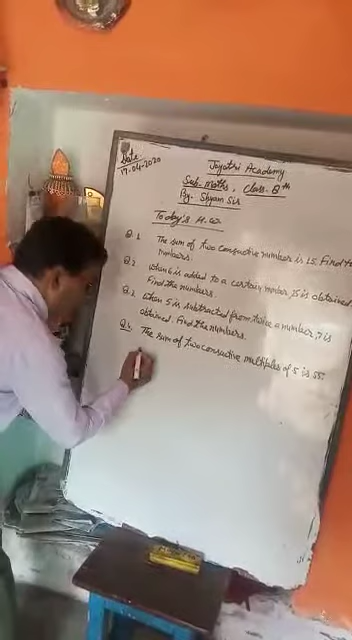 Date
17-04-2020
Jayatri Academy
Sub- Maths, Class- 8th
By- Shyam Sir
Today's H.W
Q.1 The sum of two consecutive number is 15. Find the
numbers.
Q.2 When 6 is added to a certain number, 15 is obtained
Find the numbers.
Q.3 When 5 is subtracted from twice a number, 7 is
obtained. Find the numbers.
Q.4 The sum of two consecutive multiples of 5 is 55.